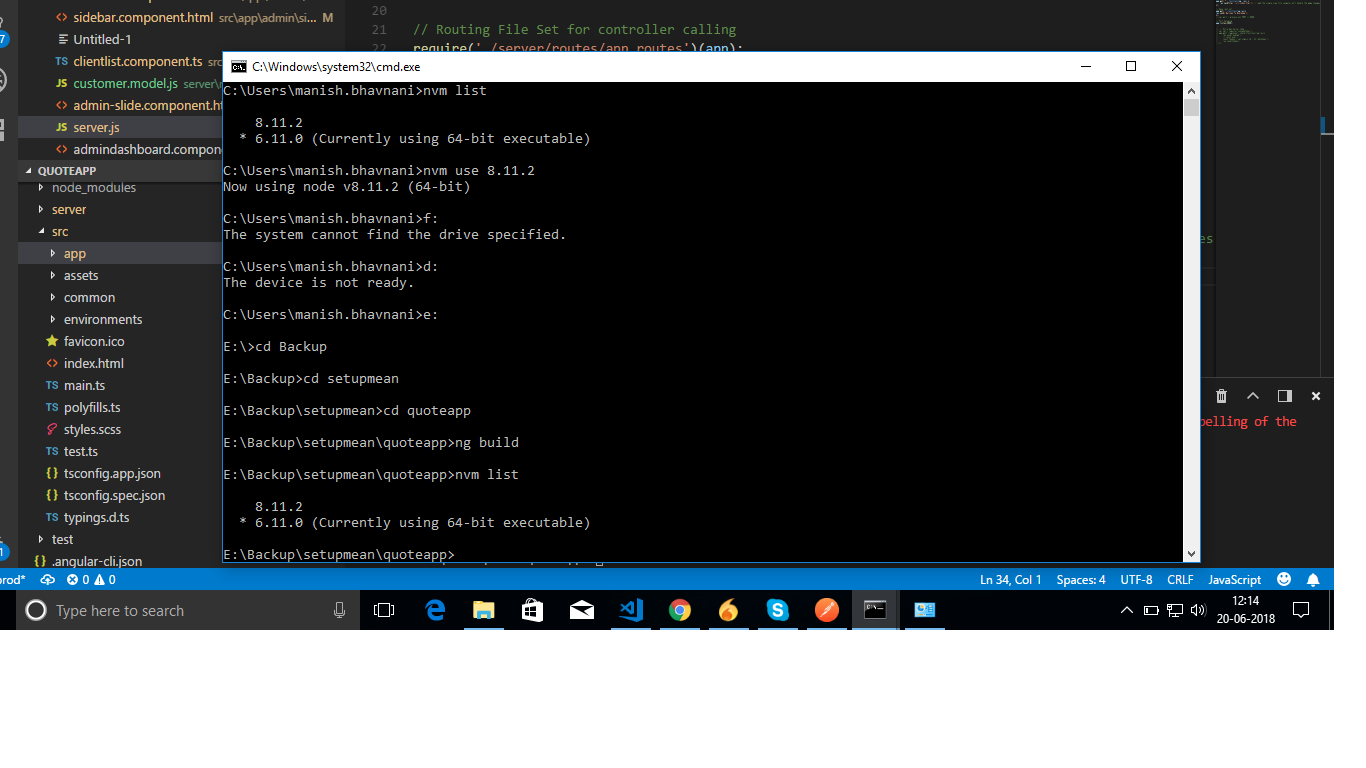 sidebar.component.html src\app\admin\si... M
Untitled-1
TS clientlist.component.ts src
JS customer.model.js server\
admin-slide.component.ht
JS server.js
admindashboard.compon
QUOTEAPP
node_modules
server
src
app
assets
common
environments
favicon.ico
<> index.html
TS main.ts
TS polyfills.ts
styles.scss
TS test.ts
{} tsconfig.app.json
{} tsconfig.spec.json
TS typings.d.ts
test
{} .angular-cli.json
20
21 // Routing File Set for controller calling
22 require('./server/routes/app.routes')(app);
C:\Windows\system32\cmd.exe
C:\Users\manish.bhavnani>nvm list
8.11.2
* 6.11.0 (Currently using 64-bit executable)
C:\Users\manish.bhavnani>nvm use 8.11.2
Now using node v8.11.2 (64-bit)
C:\Users\manish.bhavnani>f:
The system cannot find the drive specified.
C:\Users\manish.bhavnani>d:
The device is not ready.
C:\Users\manish.bhavnani>e:
E:\>cd Backup
E:\Backup>cd setupmean
E:\Backup\setupmean>cd quoteapp
E:\Backup\setupmean\quoteapp>ng build
E:\Backup\setupmean\quoteapp>nvm list
8.11.2
* 6.11.0 (Currently using 64-bit executable)
E:\Backup\setupmean\quoteapp>
es
pelling of the
prod* 0 0 Ln 34, Col 1 Spaces: 4 UTF-8 CRLF JavaScript
Type here to search
12:14
20-06-2018